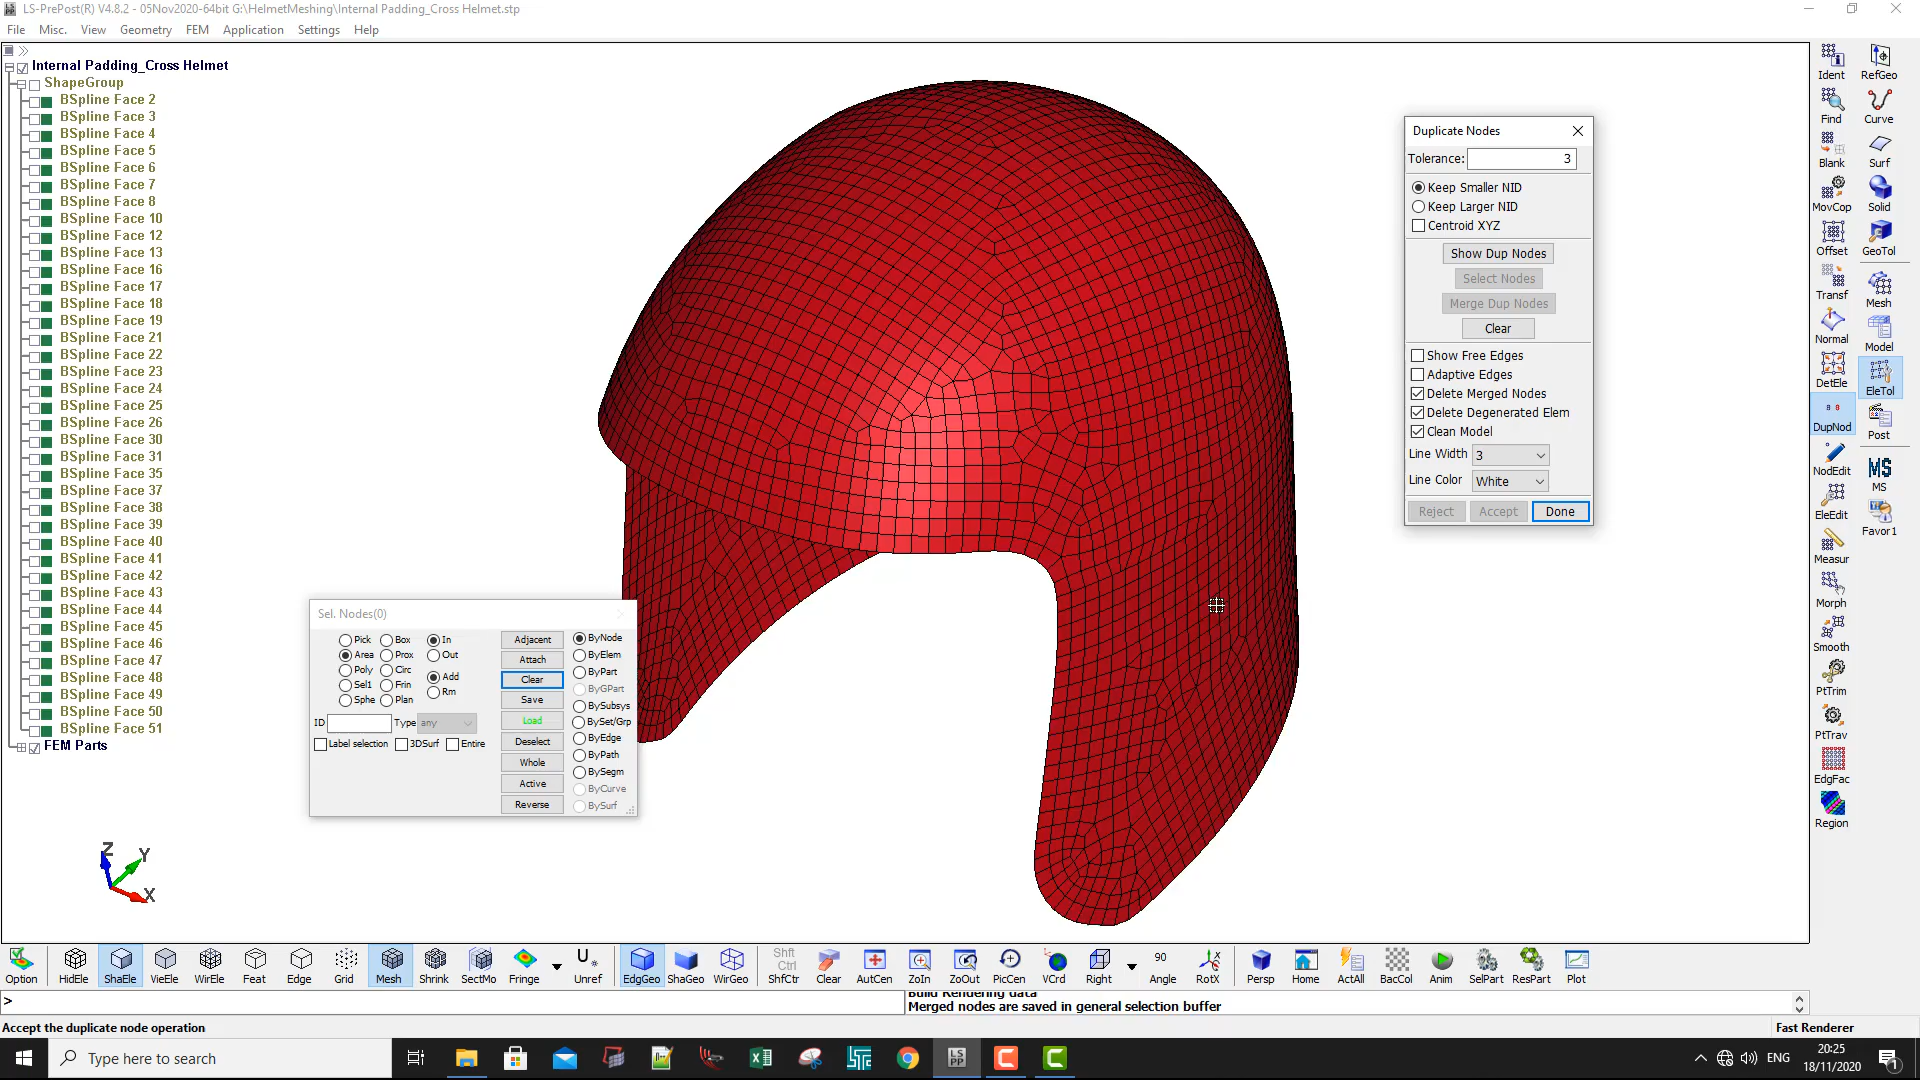 LS-PrePost(R) V4.8.2 - 05Nov2020-64bit G:\HelmetMeshing\Internal Padding_Cross Helmet.stp
File Misc. View Geometry FEM Application Settings Help
Internal Padding_Cross Helmet
ShapeGroup
BSpline Face 2
BSpline Face 3
BSpline Face 4
BSpline Face 5
BSpline Face 6
BSpline Face 7
BSpline Face 8
BSpline Face 10
BSpline Face 12
BSpline Face 13
BSpline Face 16
BSpline Face 17
BSpline Face 18
BSpline Face 19
BSpline Face 21
BSpline Face 22
BSpline Face 23
BSpline Face 24
BSpline Face 25
BSpline Face 26
BSpline Face 30
BSpline Face 31
BSpline Face 35
BSpline Face 37
BSpline Face 38
BSpline Face 39
BSpline Face 40
BSpline Face 41
BSpline Face 42
BSpline Face 43
BSpline Face 44
BSpline Face 45
BSpline Face 46
BSpline Face 47
BSpline Face 48
BSpline Face 49
BSpline Face 50
BSpline Face 51
FEM Parts
Sel. Nodes(0)
Pick Box In Adjacent ByNode
Area Prox Out Attach ByElem
Poly Circ Add Clear ByPart
Sel1 Frin Rm Save ByGPart
Sphe Plan Load BySubsys
ID Type any Deselect BySet/Grp
Label selection 3DSurf Entire Whole ByEdge
Active ByPath
Reverse BySegm
ByCurve
BySurf
Z
Y
X
Duplicate Nodes
Tolerance: 3
Keep Smaller NID
Keep Larger NID
Centroid XYZ
Show Dup Nodes
Select Nodes
Merge Dup Nodes
Clear
Show Free Edges
Adaptive Edges
Delete Merged Nodes
Delete Degenerated Elem
Clean Model
Line Width 3
Line Color White
Reject Accept Done
Ident RefGeo
Find Curve
Blank Surf
MovCop Solid
Offset GeoTol
Transf Mesh
Normal Model
DetEle EleTol
DupNod Post
NodEdit MS
EleEdit Favor1
Measur
Morph
Smooth
PtTrim
PtTrav
EdgFac
Region
Option HidEle ShaEle VieEle WirEle Feat Edge Grid Mesh Shrink SectMo Fringe Unref EdgGeo ShaGeo WirGeo Shft Ctrl ShfCtr Clear AutCen ZoIn ZoOut PicCen VCrd Right 90 Angle RotX Persp Home ActAll BacCol Anim SelPart ResPart Plot
>
Build Rendering data
Merged nodes are saved in general selection buffer
Accept the duplicate node operation
Fast Renderer
Type here to search
ENG
20:25
18/11/2020
1